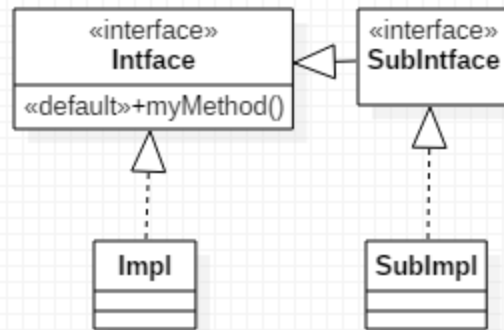 «interface»
Intface
«default»+myMethod()
«interface»
SubIntface
Impl
SubImpl